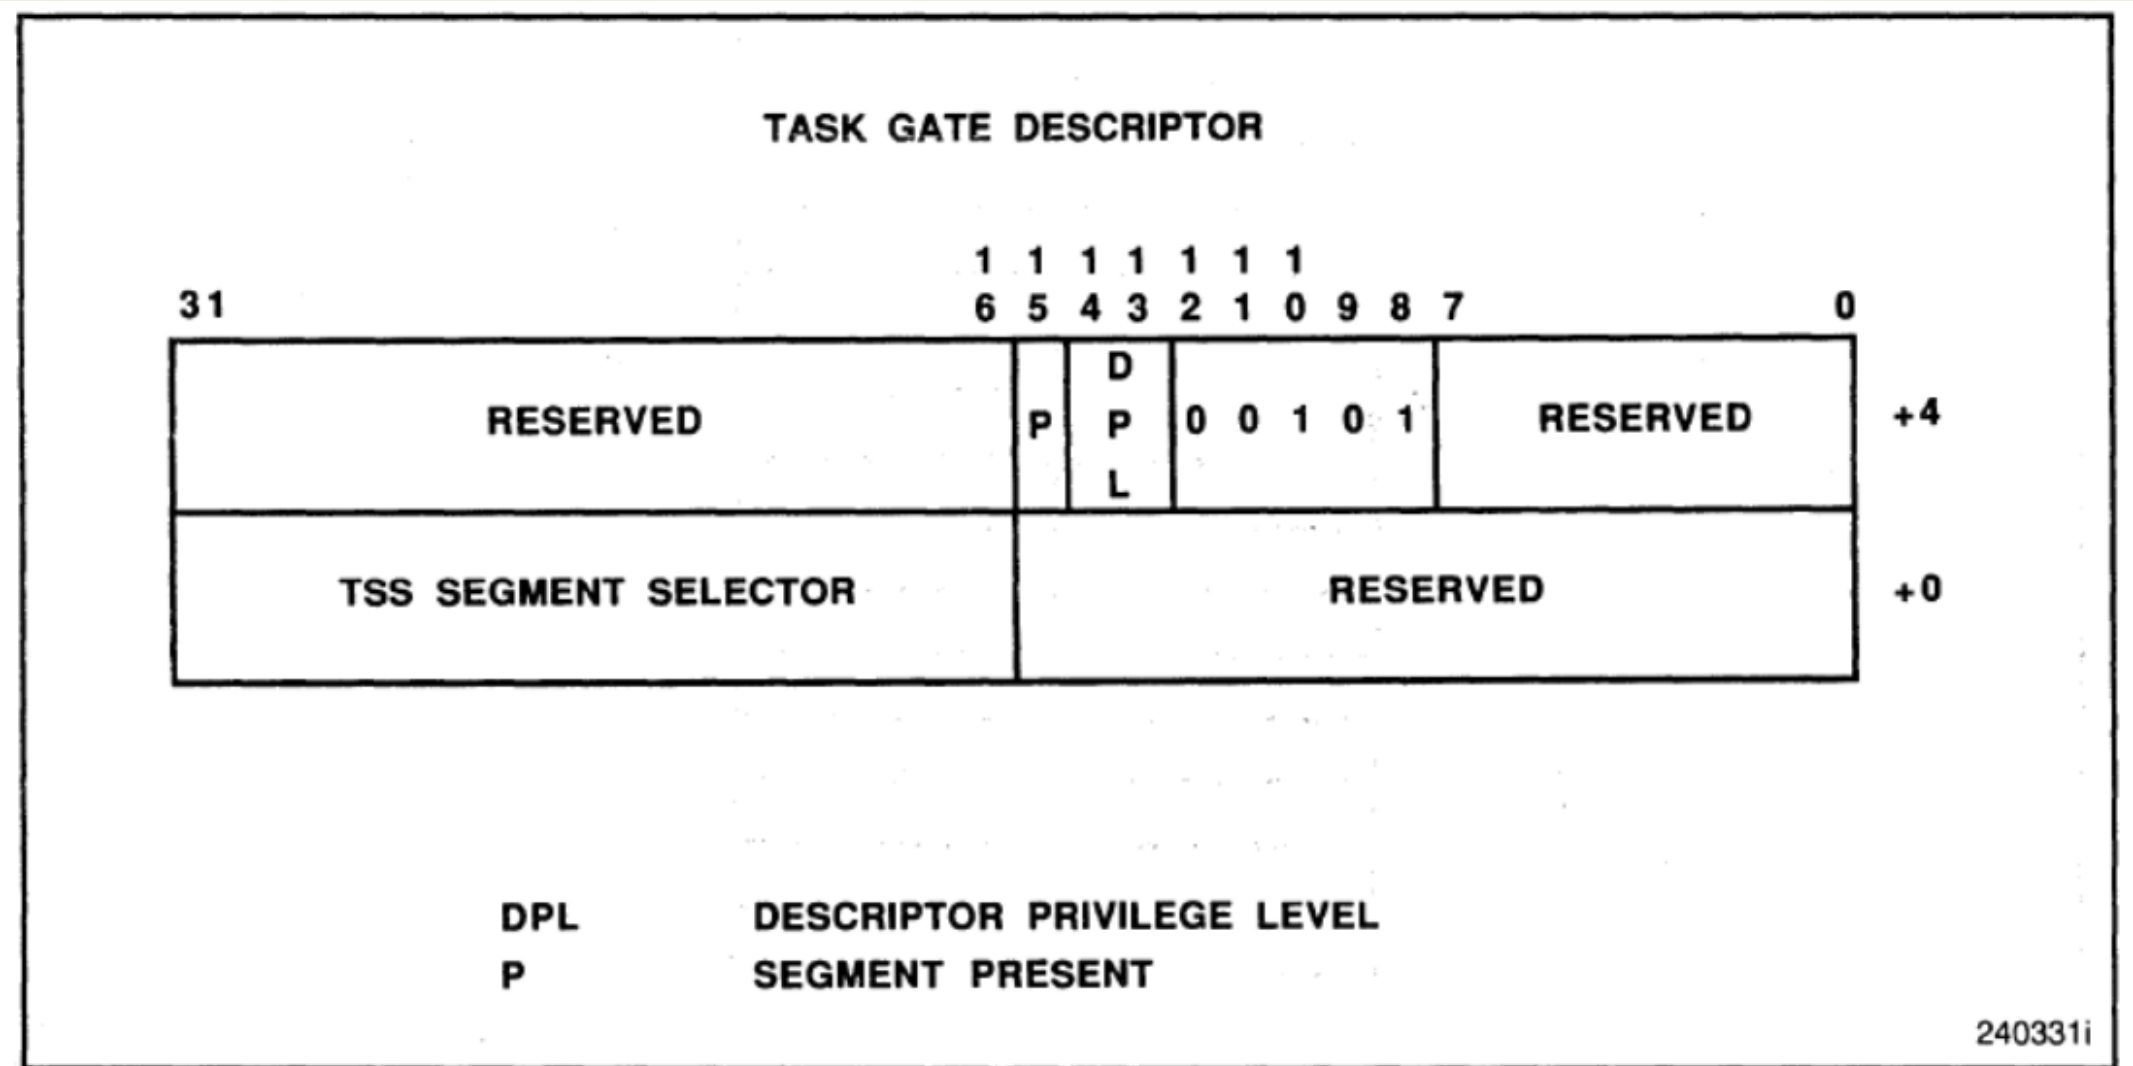 TASK GATE DESCRIPTOR
1 1 1 1 1 1 1
31 6 5 4 3 2 1 0 9 8 7 0
RESERVED P DPL 0 0 1 0 1 RESERVED +4
TSS SEGMENT SELECTOR RESERVED +0
DPL DESCRIPTOR PRIVILEGE LEVEL
P SEGMENT PRESENT
240331i